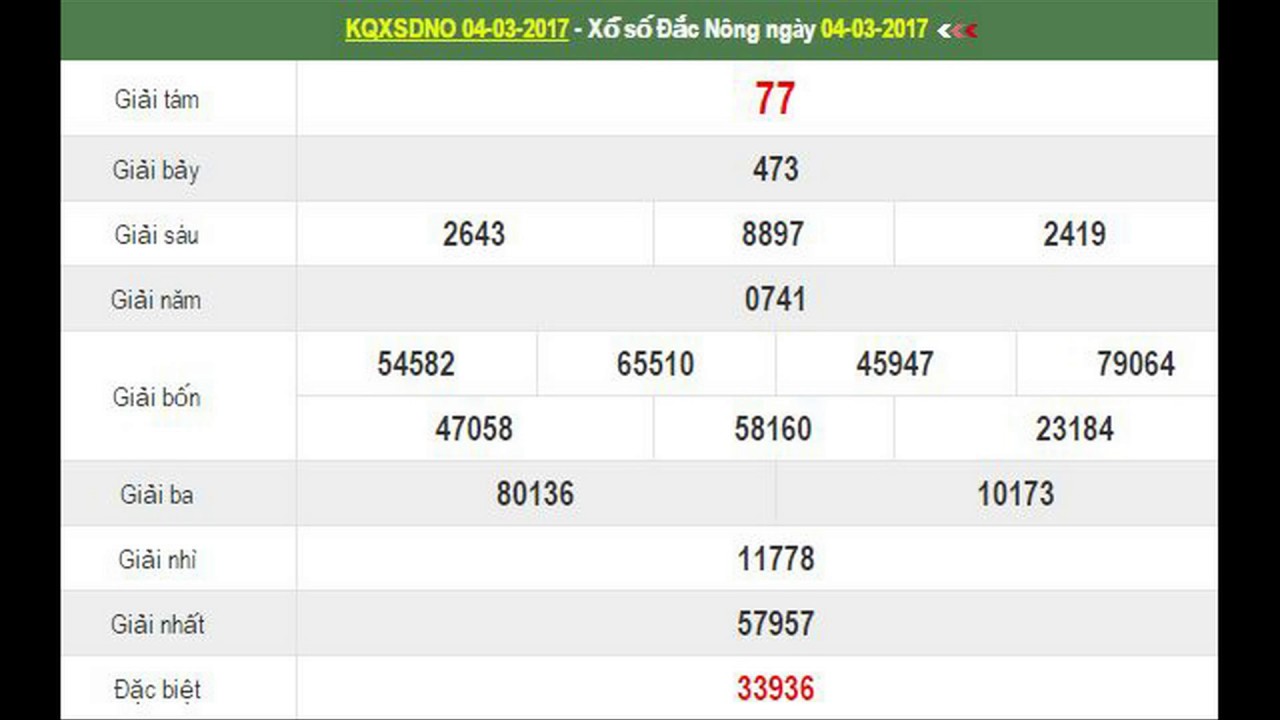 KQXSDNO 04-03-2017 - Xổ số Đắc Nông ngày 04-03-2017
Giải tám 77
Giải bảy 473
Giải sáu 2643 8897 2419
Giải năm 0741
Giải bốn 54582 65510 45947 79064
47058 58160 23184
Giải ba 80136 10173
Giải nhì 11778
Giải nhất 57957
Đặc biệt 33936